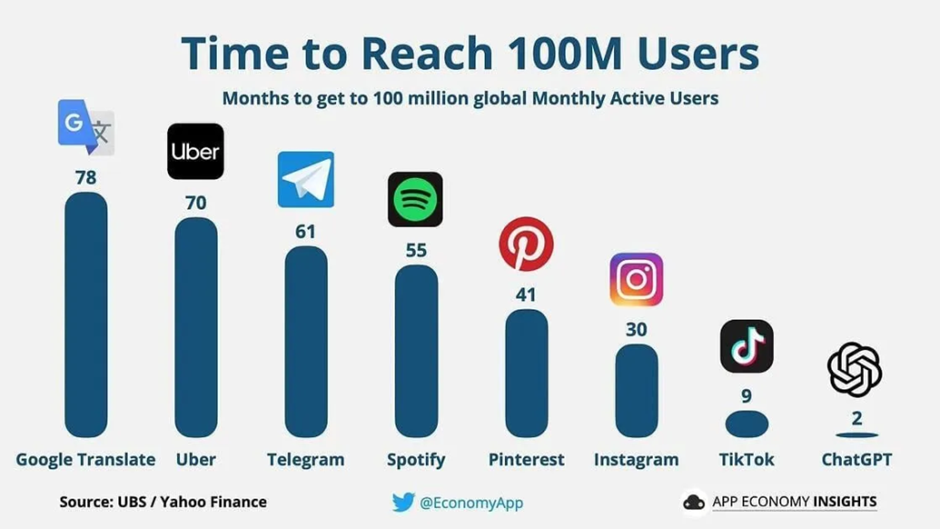 Time to Reach 100M Users
Months to get to 100 million global Monthly Active Users
G 文
78
Uber
70
61
55
41
30
9
2
Google Translate
Uber
Telegram
Spotify
Pinterest
Instagram
TikTok
ChatGPT
Source: UBS / Yahoo Finance
@EconomyApp
APP ECONOMY INSIGHTS